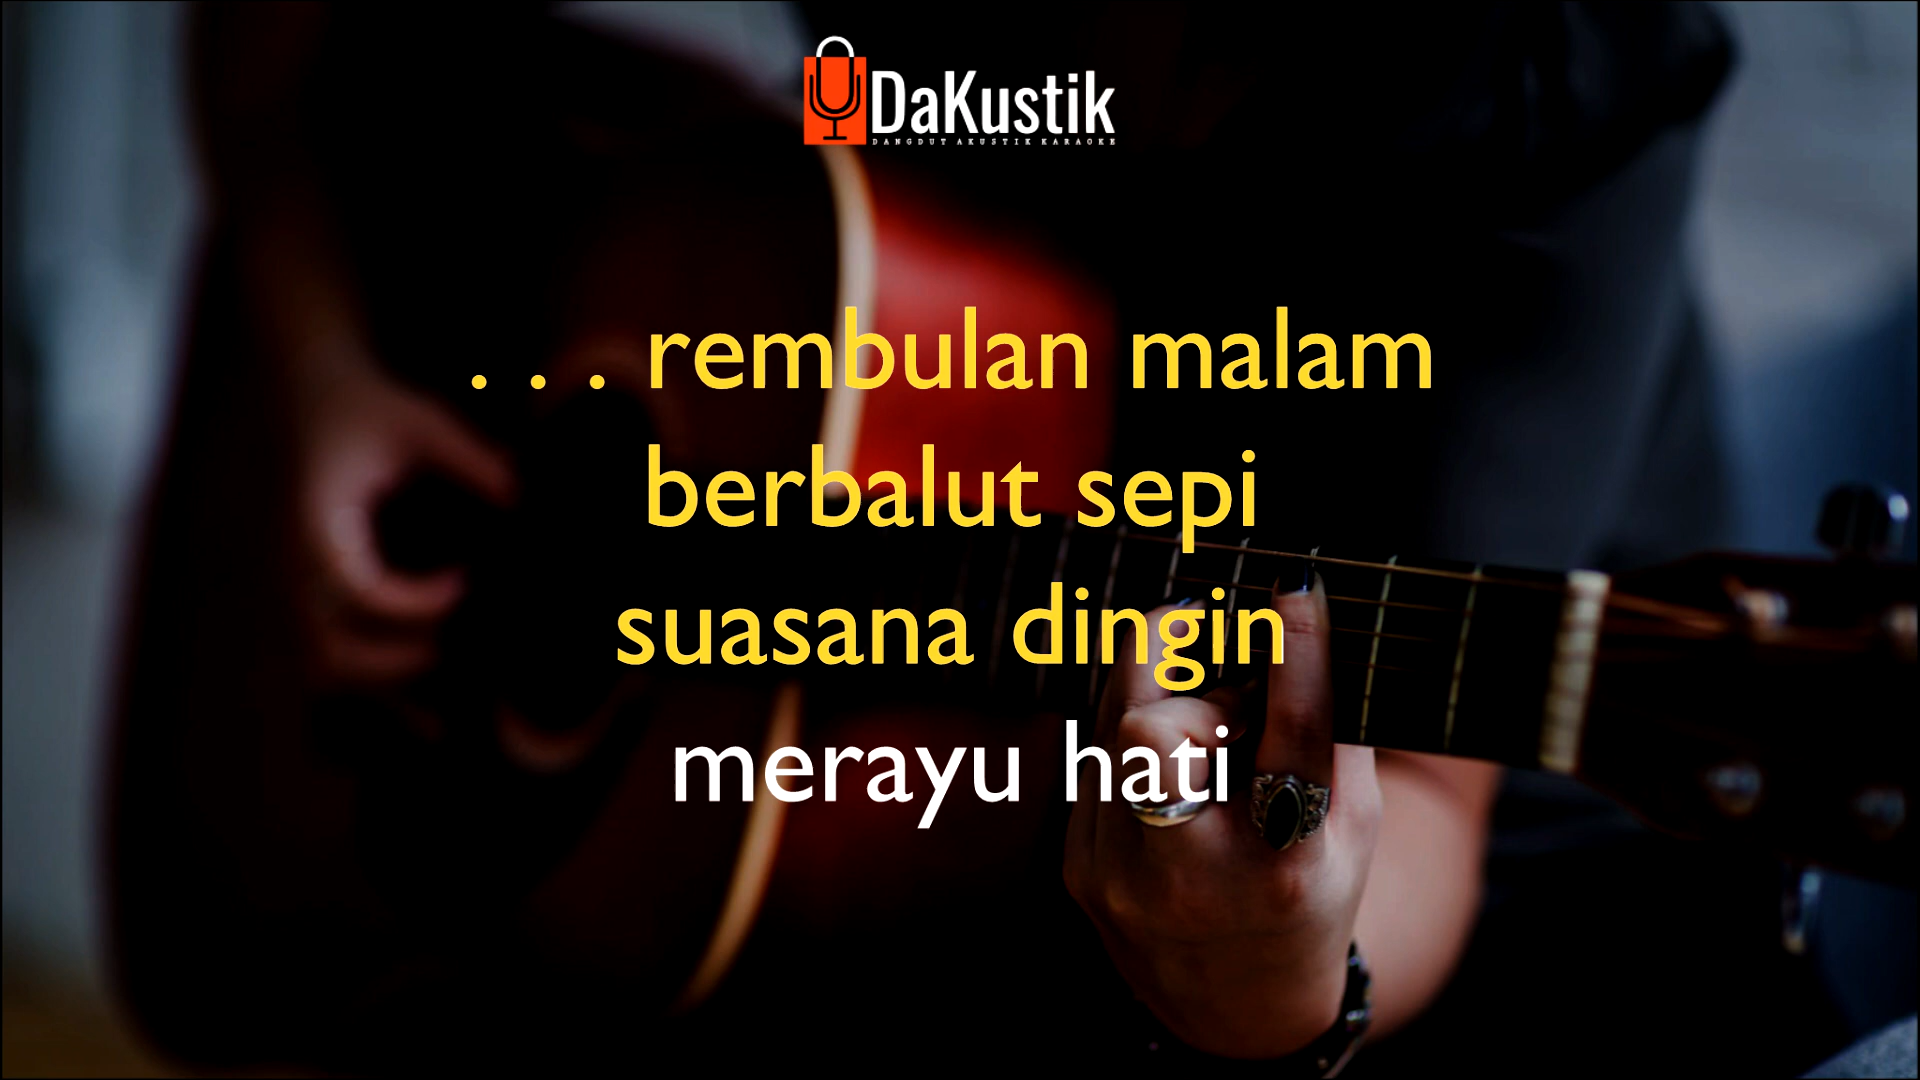 DaKustik
DANGDUT AKUSTIK KARAOKE
. . . rembulan malam
berbalut sepi
suasana dingin
merayu hati